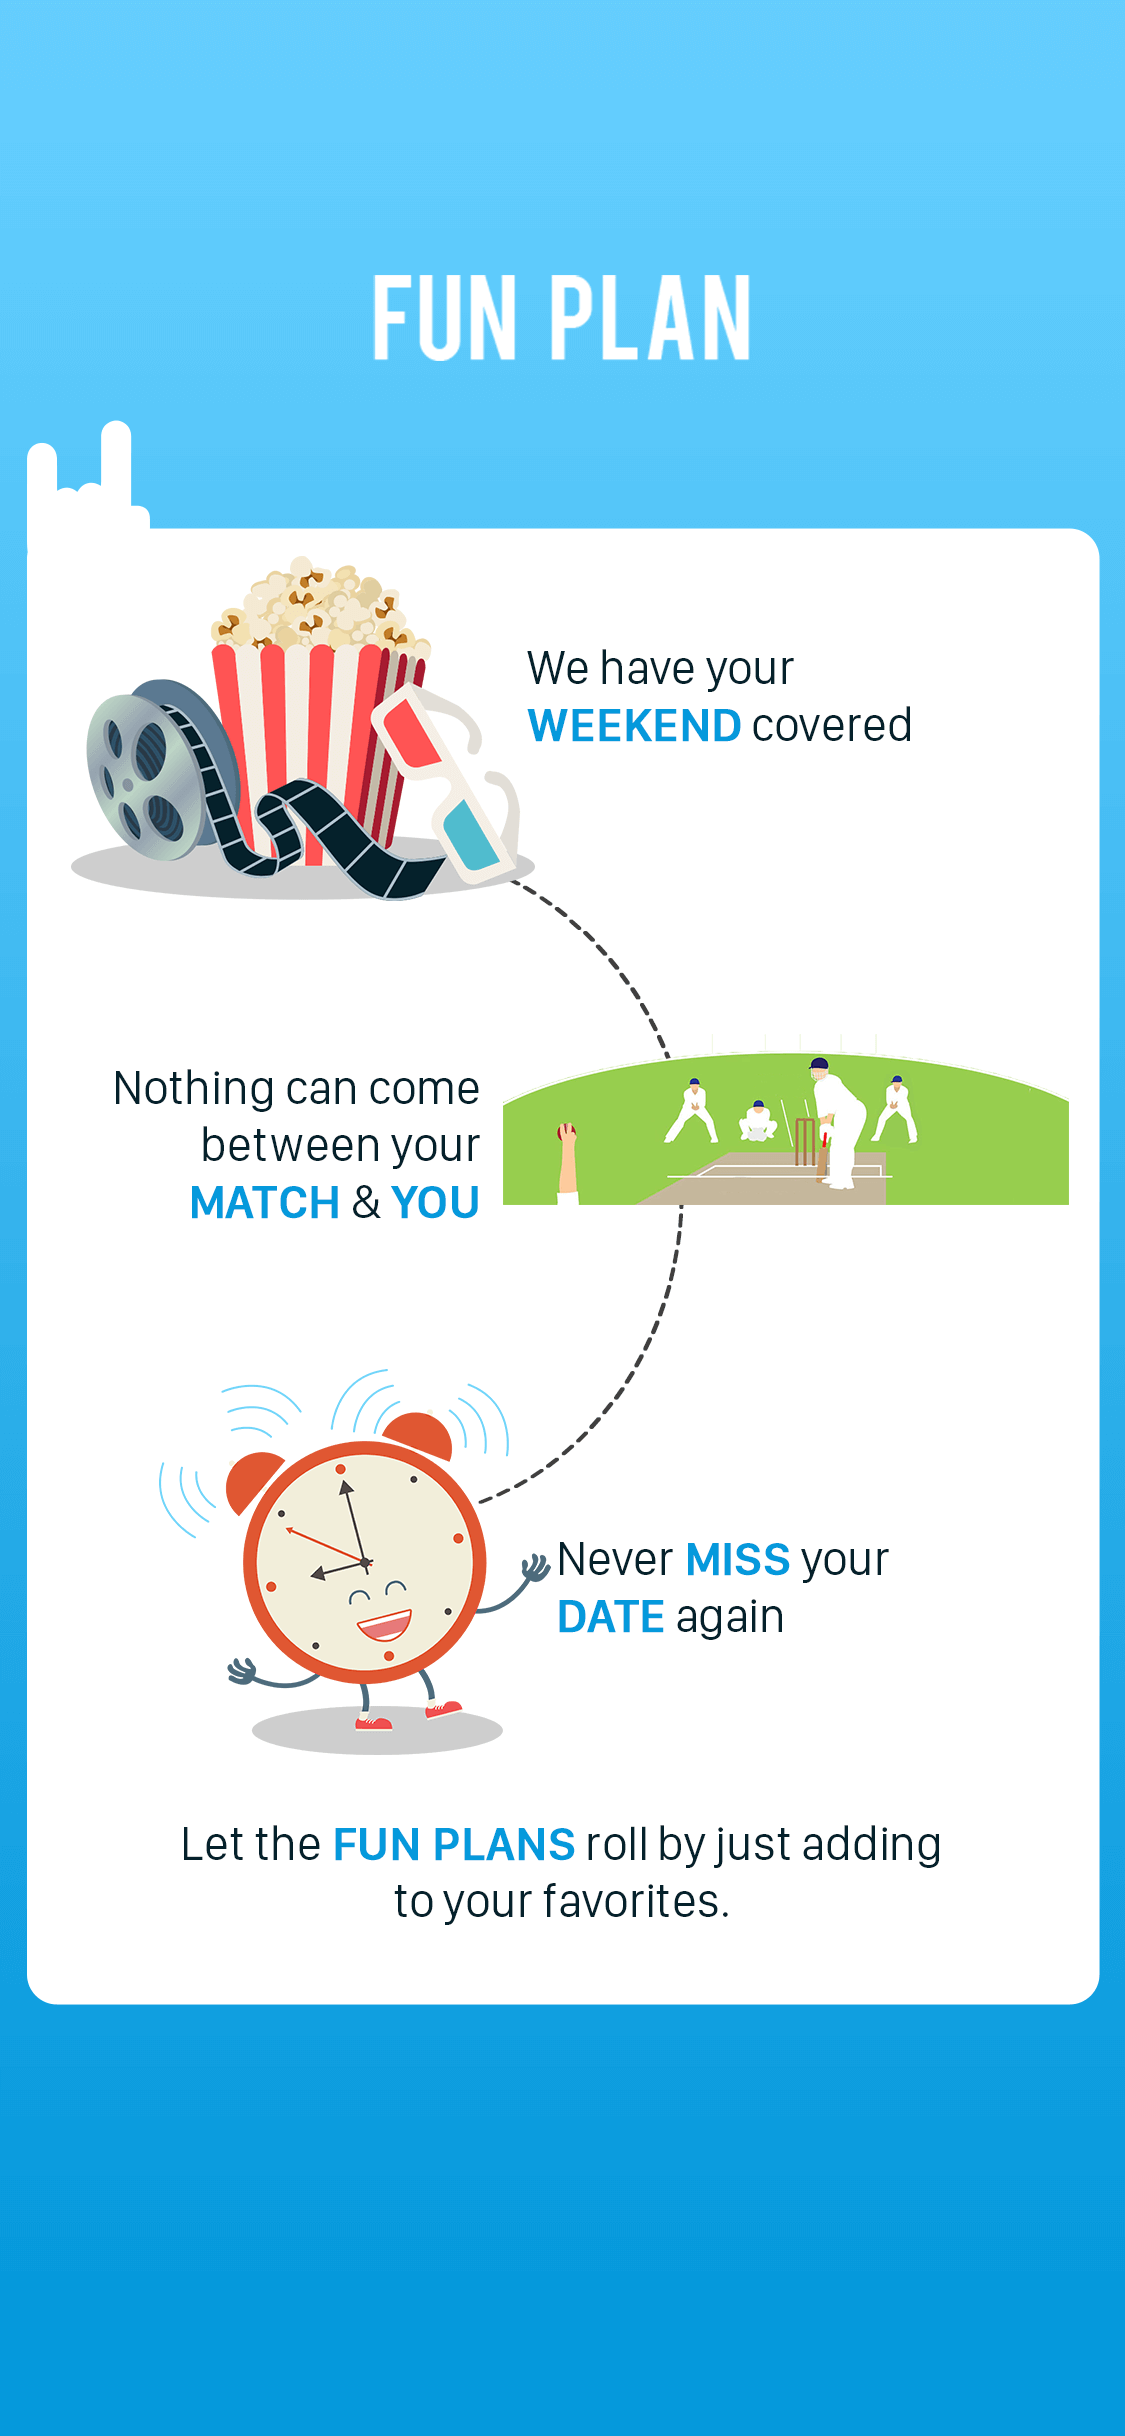 FUN PLAN
We have your
WEEKEND covered
Nothing can come
between your
MATCH & YOU
Never MISS your
DATE again
Let the FUN PLANS roll by just adding
to your favorites.